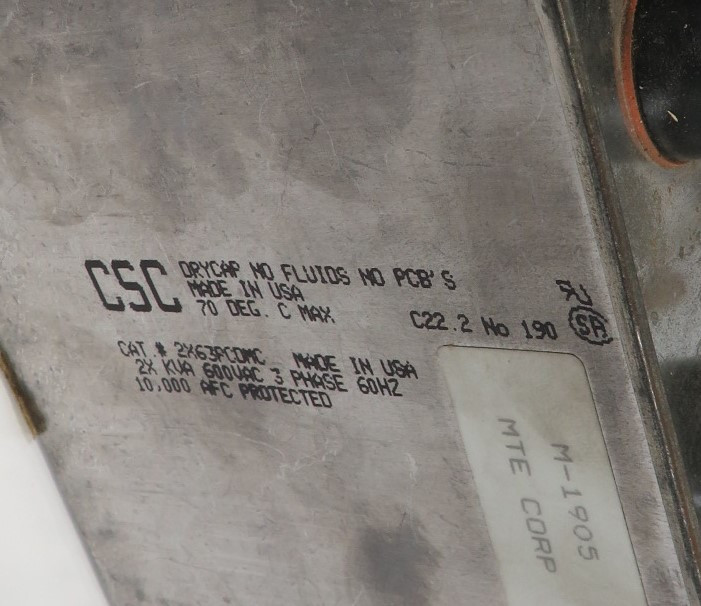 CSC
DRYCAP NO FLUIDS NO PCB'S
MADE IN USA
70 DEG. C MAX
C22.2 No 190
CAT.# 2X63PCDMC MADE IN USA
2X KVA 600VAC 3 PHASE 60HZ
10,000 AFC PROTECTED
M-1905
MTE CORP